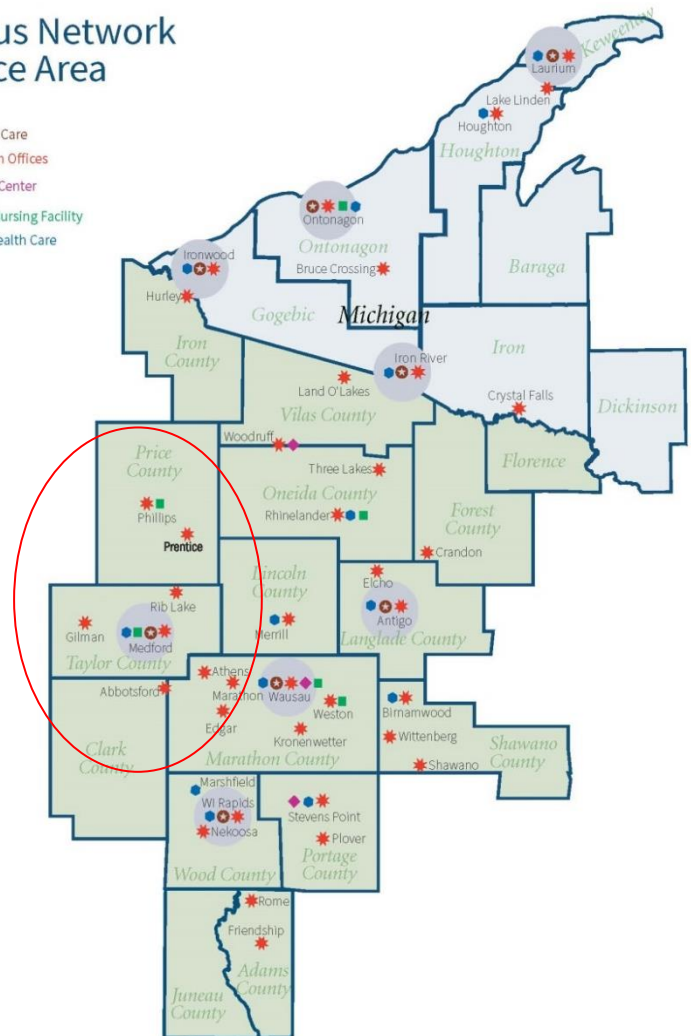 us Network
ce Area
Care
n Offices
Center
ursing Facility
ealth Care
Keweenaw
Laurium
Lake Linden
Houghton
Houghton
Ontonagon
Ontonagon
Bruce Crossing
Baraga
Ironwood
Hurley
Gogebic
Michigan
Iron
County
Iron River
Iron
Land O'Lakes
Vilas County
Crystal Falls
Dickinson
Woodruff
Price
County
Three Lakes
Oneida County
Florence
Phillips
Rhinelander
Forest
County
Prentice
Crandon
Lincoln
County
Elcho
Rib Lake
Gilman
Medford
Merrill
Antigo
Langlade County
Taylor County
Athens
Abbotsford
Marathon
Wausau
Weston
Birnamwood
Edgar
Kronenwetter
Wittenberg
Clark
County
Marathon County
Shawano
Shawano
County
Marshfield
WI Rapids
Nekoosa
Stevens Point
Plover
Wood County
Portage
County
Rome
Friendship
Adams
County
Juneau
County